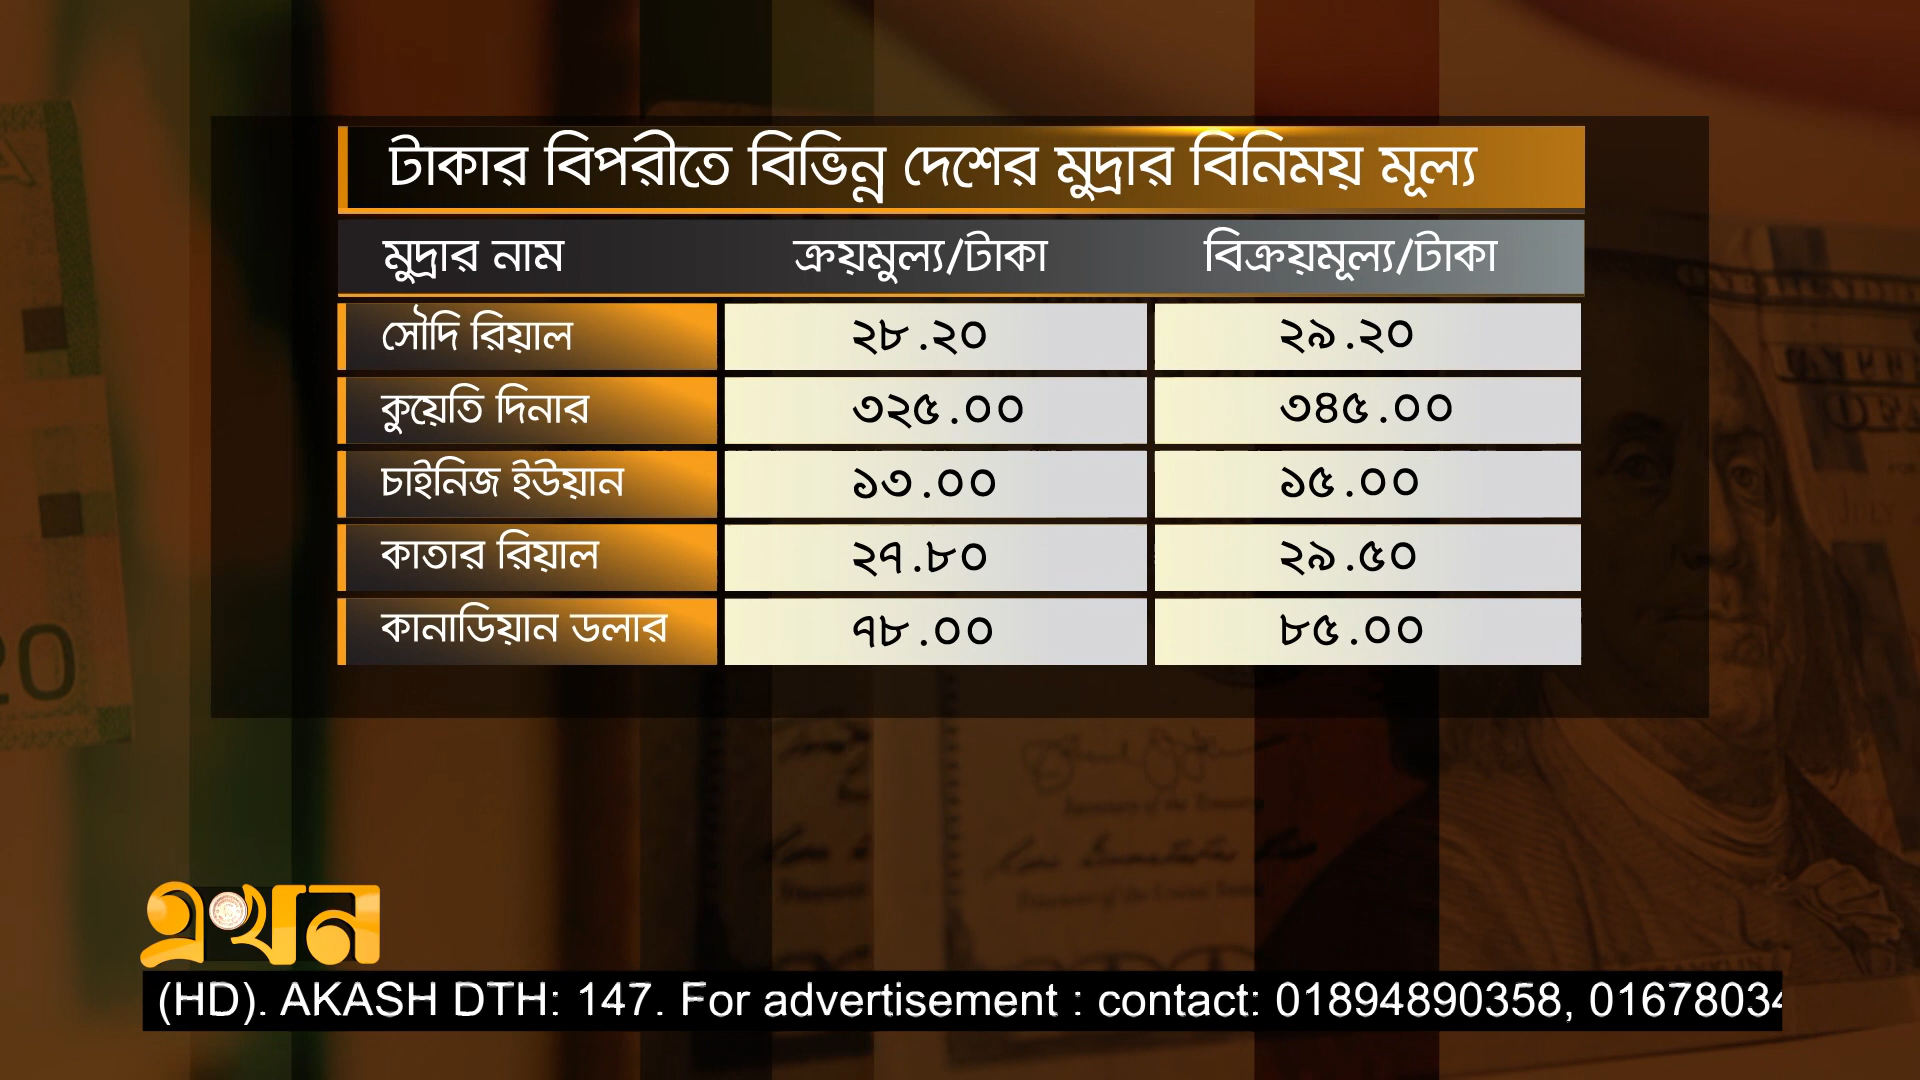 টাকার বিপরীতে বিভিন্ন দেশের মুদ্রার বিনিময় মূল্য
মুদ্রার নাম ক্রয়মুল্য/টাকা বিক্রয়মূল্য/টাকা
সৌদি রিয়াল ২৮.২০ ২৯.২০
কুয়েতি দিনার ৩২৫.০০ ৩৪৫.০০
চাইনিজ ইউয়ান ১৩.০০ ১৫.০০
কাতার রিয়াল ২৭.৮০ ২৯.৫০
কানাডিয়ান ডলার ৭৮.০০ ৮৫.০০
এখন
(HD). AKASH DTH: 147. For advertisement : contact: 01894890358, 01678034